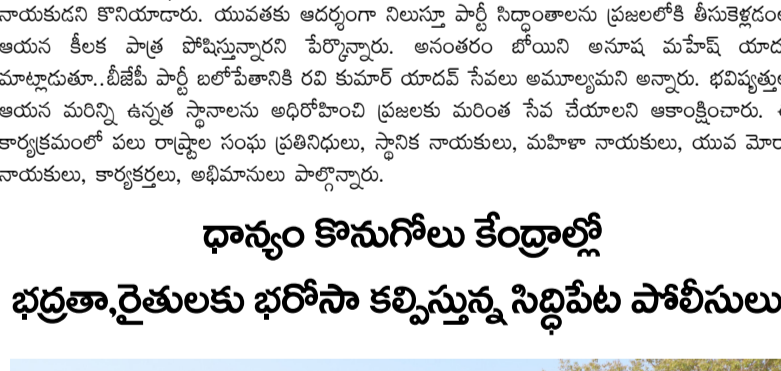 నాయకుడని కొనియాడారు. యువతకు ఆదర్శంగా నిలుస్తూ పార్టీ సిద్ధాంతాలను ప్రజలలోకి తీసుకెళ్లడం
ఆయన కీలక పాత్ర పోషిస్తున్నారని పేర్కొన్నారు. అనంతరం బోయిని అనూష మహేష్
మాట్లాడుతూ..బీజేపీ పార్టీ బలోపేతానికి రవి కుమార్ యాదవ్ సేవలు అమూల్యమని అన్నారు.
ఆయన మరిన్ని ఉన్నత స్థానాలను అధిరోహించి ప్రజలకు మరింత సేవ చేయాలని ఆకాంక్షించారు.
కార్యక్రమంలో పలు రాష్ట్రాల సంఘ ప్రతినిధులు, స్థానిక నాయకులు, మహిళా నాయకులు, యువ
నాయకులు, కార్యకర్తలు, అభిమానులు పాల్గొన్నారు.
ధాన్యం కొనుగోలు కేంద్రాల్లో
భద్రతా,రైతులకు భరోసా కల్పిస్తున్న సిద్ధిపేట పోలీసులు